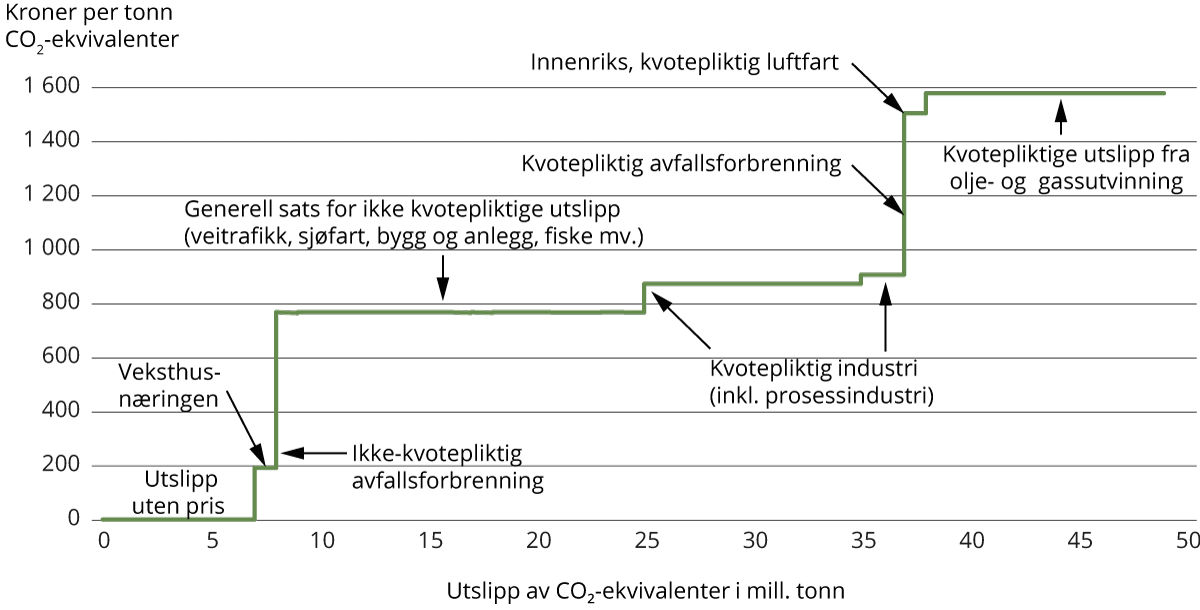 Kroner per tonn
CO₂-ekvivalenter
1 600
1 400
1 200
1 000
800
600
400
200
0
Innenriks, kvotepliktig luftfart
Kvotepliktige utslipp fra
olje- og gassutvinning
Kvotepliktig avfallsforbrenning
Generell sats for ikke kvotepliktige utslipp
(veitrafikk, sjøfart, bygg og anlegg, fiske mv.)
Kvotepliktig industri
(inkl. prosessindustri)
Veksthus-
næringen
Ikke-kvotepliktig
avfallsforbrenning
Utslipp
uten pris
0 5 10 15 20 25 30 35 40 45 50
Utslipp av CO₂-ekvivalenter i mill. tonn